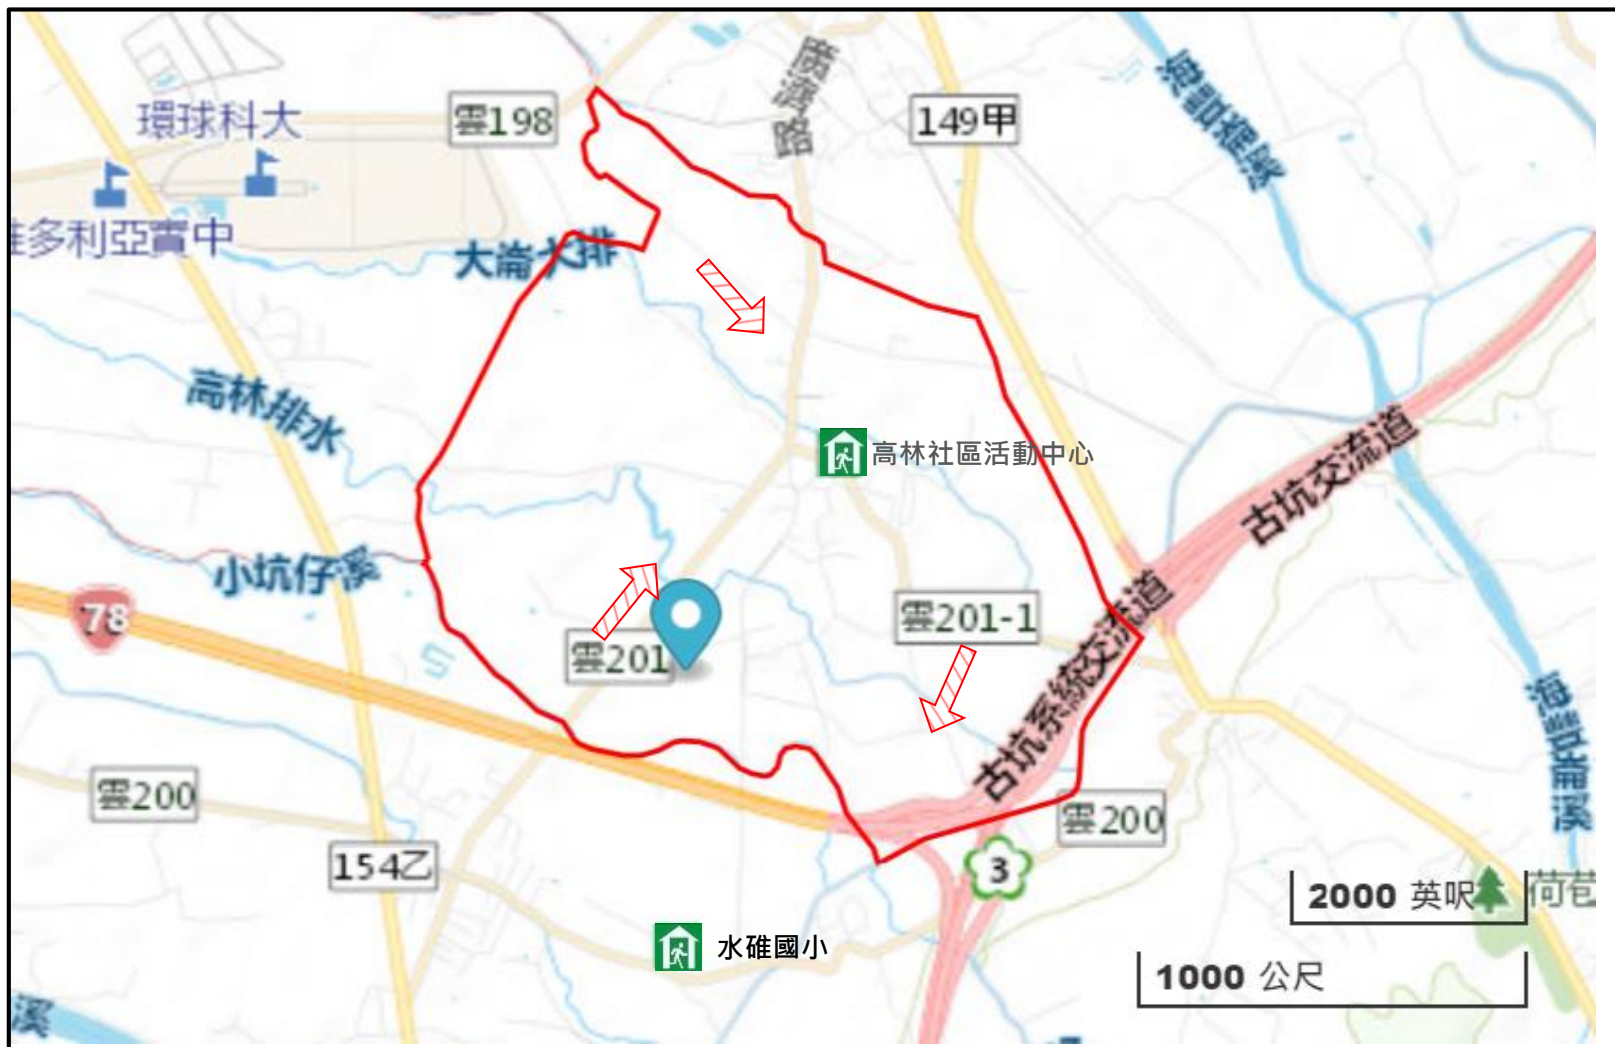 廣濟路
海豐崙溪
環球科大
雲198
149甲
維多利亞實中
大崙大排
高林排水
高林社區活動中心
古坑交流道
小坑仔溪
78
雲201-1
雲201
古坑系統交流道
海豐崙溪
雲200
雲200
154乙
3
2000 英呎
荷苞
水碓國小
1000 公尺
溪